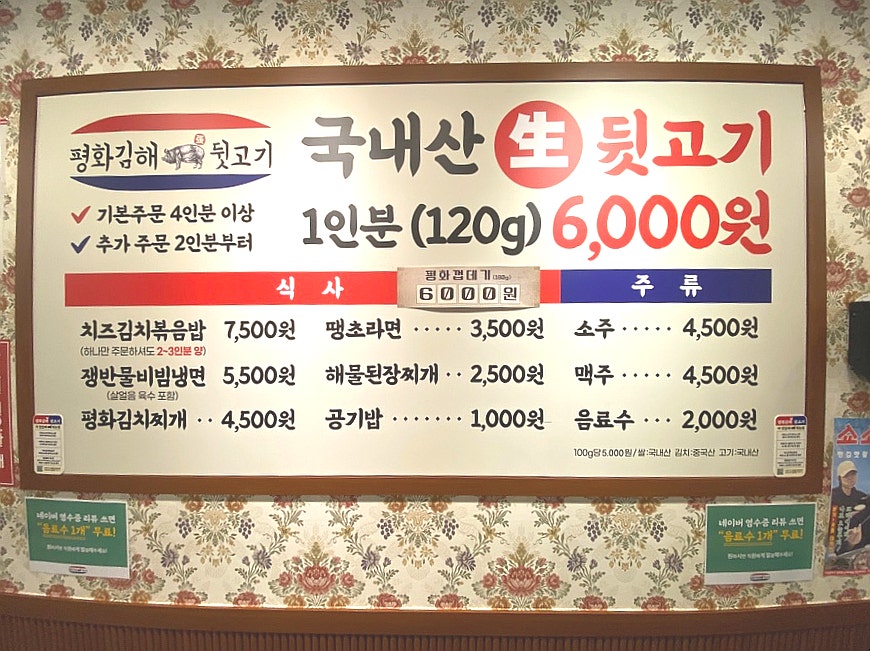 평화김해 뒷고기
국내산 生 뒷고기
1인분 (120g) 6,000원
기본주문 4인분 이상
추가 주문 2인분부터
식 사
평화껍데기 (180g)
6000원
주 류
치즈김치볶음밥 7,500원
(하나만 주문하셔도 2~3인분 양)
쟁반물비빔냉면 5,500원
(살얼음 육수 포함)
평화김치찌개 ·· 4,500원
땡초라면 ····· 3,500원
해물된장찌개 ·· 2,500원
공기밥 ······· 1,000원
소주 ····· 4,500원
맥주 ····· 4,500원
음료수 ··· 2,000원
100g당 5.000원/쌀:국내산 김치:중국산 고기:국내산
네이버 영수증 리뷰 쓰면
"음료수 1개" 무료!
네이버 영수증 리뷰 쓰면
"음료수 1개" 무료!